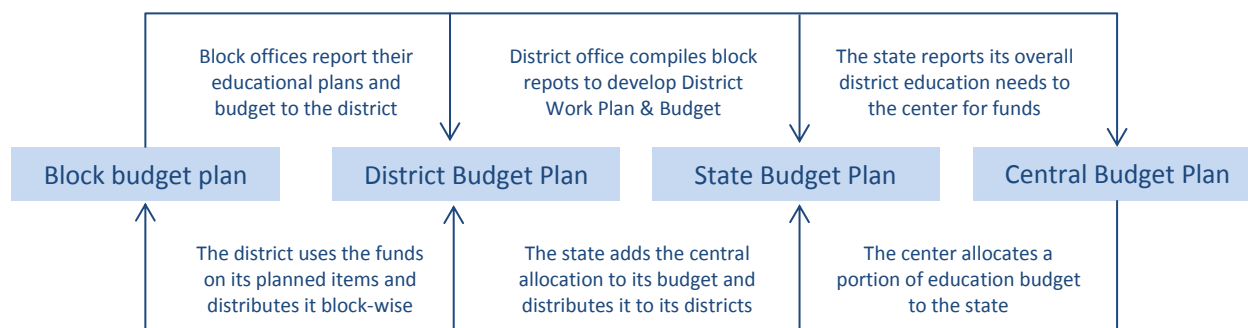 Block offices report their
educational plans and
budget to the district
District office compiles block
repots to develop District
Work Plan & Budget
The state reports its overall
district education needs to
the center for funds
Block budget plan
District Budget Plan
State Budget Plan
Central Budget Plan
The district uses the funds
on its planned items and
distributes it block-wise
The state adds the central
allocation to its budget and
distributes it to its districts
The center allocates a
portion of education budget
to the state